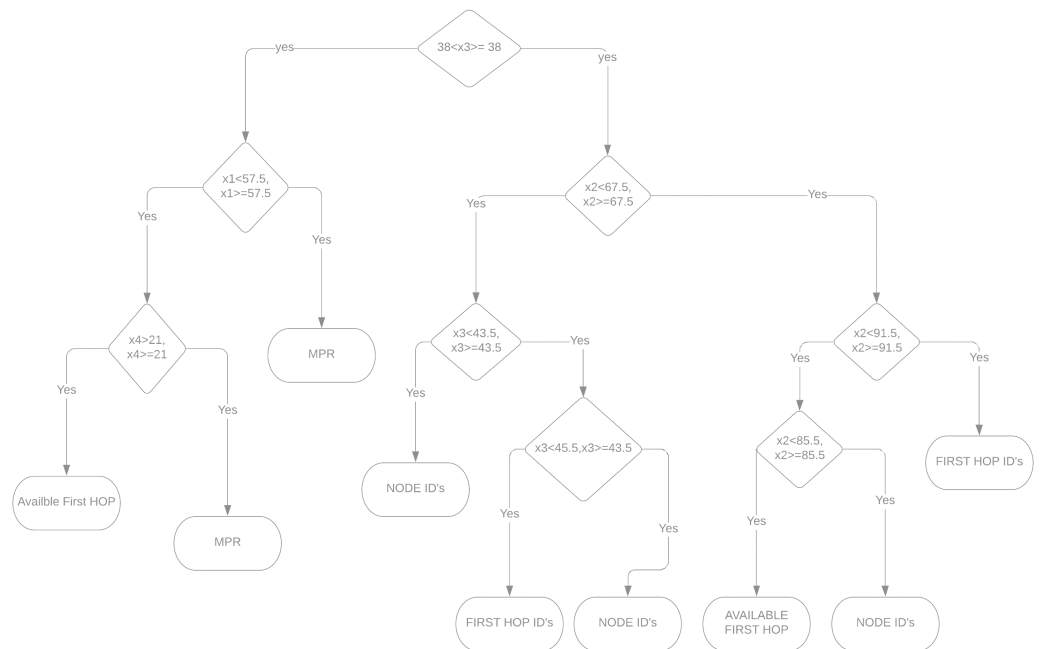 38<x3>= 38
yes
yes
x1<57.5,
x1>=57.5
x2<67.5,
x2>=67.5
Yes
Yes
Yes
Yes
x4>21,
x4>=21
MPR
x3<43.5,
x3>=43.5
x2<91.5,
x2>=91.5
Yes
Yes
Yes
Yes
Yes
Yes
x3<45.5,x3>=43.5
x2<85.5,
x2>=85.5
FIRST HOP ID's
Availble First HOP
NODE ID's
MPR
Yes
Yes
Yes
Yes
FIRST HOP ID's
NODE ID's
AVAILABLE
FIRST HOP
NODE ID's